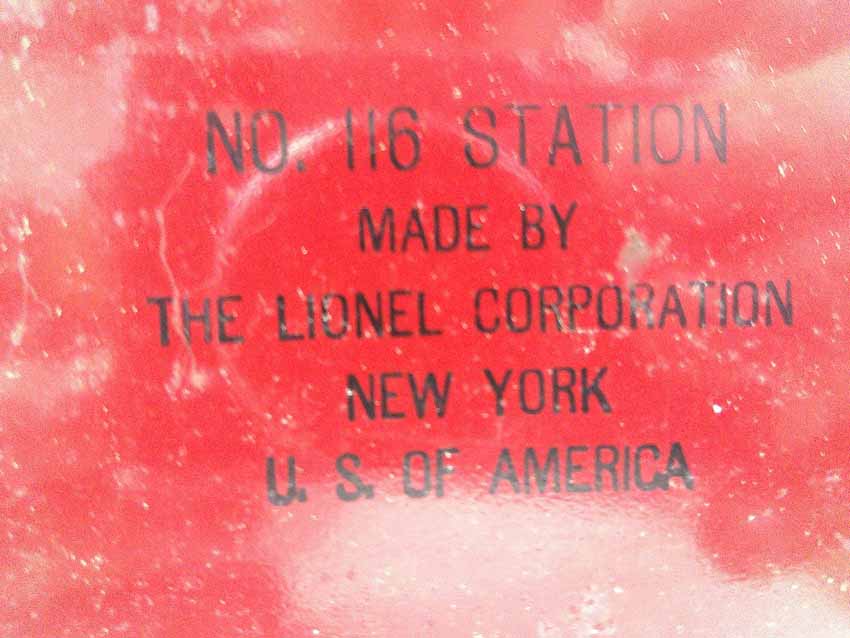 NO. 116 STATION
MADE BY
THE LIONEL CORPORATION
NEW YORK
U. S. OF AMERICA